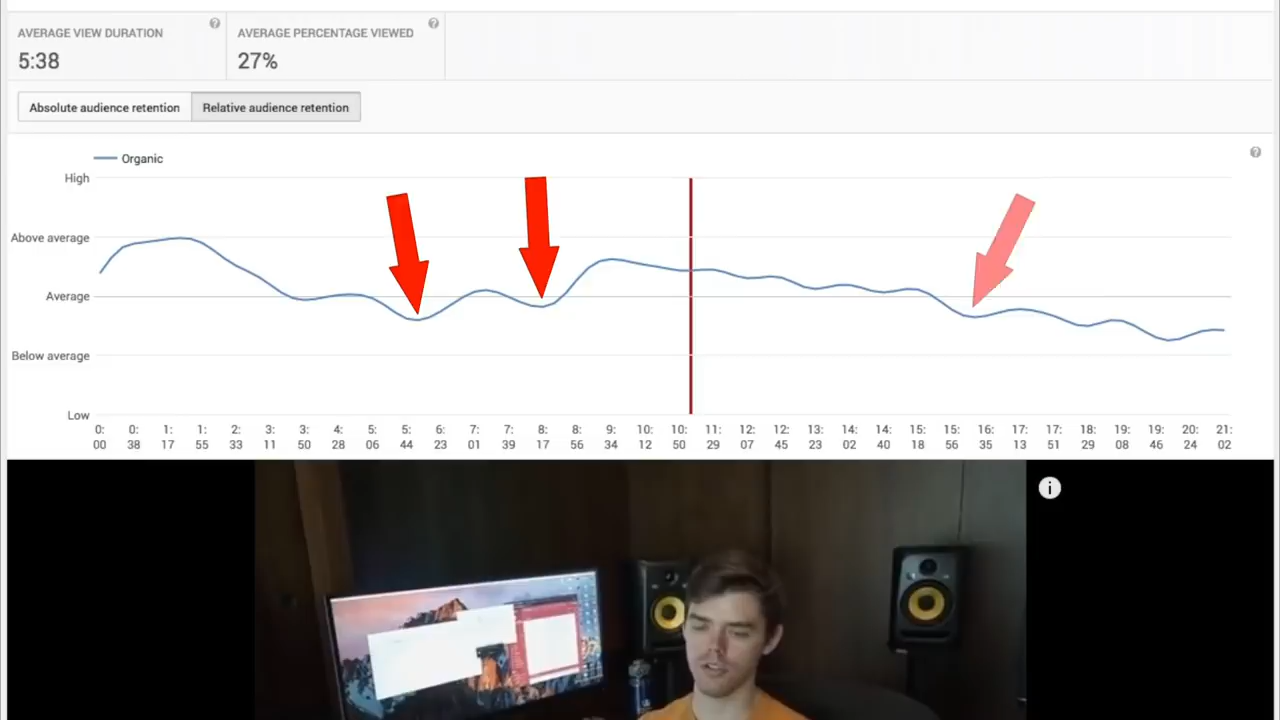 AVERAGE VIEW DURATION
5:38
AVERAGE PERCENTAGE VIEWED
27%
Absolute audience retention
Relative audience retention
Organic
High
Above average
Average
Below average
Low
0:00 0:38 1:17 1:55 2:33 3:11 3:50 4:28 5:06 5:44 6:23 7:01 7:39 8:17 8:56 9:34 10:12 10:50 11:29 12:07 12:45 13:23 14:02 14:40 15:18 15:56 16:35 17:13 17:51 18:29 19:08 19:46 20:24 21:02